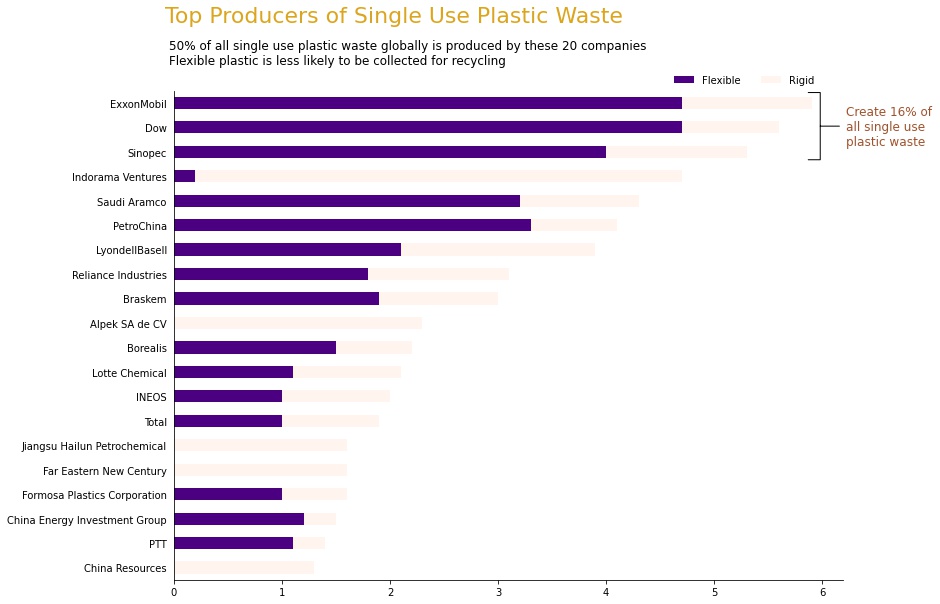 Top Producers of Single Use Plastic Waste
50% of all single use plastic waste globally is produced by these 20 companies
Flexible plastic is less likely to be collected for recycling
Flexible
Rigid
ExxonMobil
Dow
Sinopec
Indorama Ventures
Saudi Aramco
PetroChina
LyondellBasell
Reliance Industries
Braskem
Alpek SA de CV
Borealis
Lotte Chemical
INEOS
Total
Jiangsu Hailun Petrochemical
Far Eastern New Century
Formosa Plastics Corporation
China Energy Investment Group
PTT
China Resources
Create 16% of
all single use
plastic waste
0 1 2 3 4 5 6